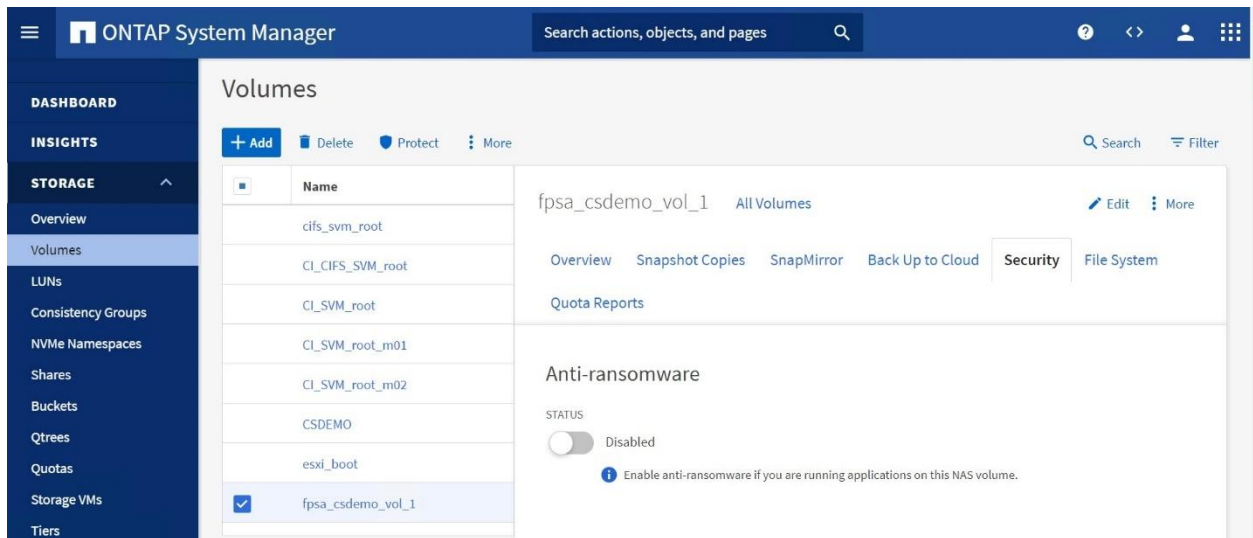 ONTAP System Manager
Search actions, objects, and pages
DASHBOARD
INSIGHTS
STORAGE
Overview
Volumes
LUNs
Consistency Groups
NVMe Namespaces
Shares
Buckets
Qtrees
Quotas
Storage VMs
Tiers
Volumes
Add Delete Protect More
Search Filter
Name
cifs_svm_root
CI_CIFS_SVM_root
CI_SVM_root
CI_SVM_root_m01
CI_SVM_root_m02
CSDEMO
esxi_boot
fpsa_csdemo_vol_1
fpsa_csdemo_vol_1 All Volumes
Edit More
Overview Snapshot Copies SnapMirror Back Up to Cloud Security File System
Quota Reports
Anti-ransomware
STATUS
Disabled
Enable anti-ransomware if you are running applications on this NAS volume.